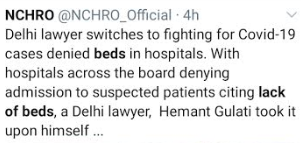 NCHRO @NCHRO_Official · 4h
Delhi lawyer switches to fighting for Covid-19
cases denied beds in hospitals. With
hospitals across the board denying
admission to suspected patients citing lack
of beds, a Delhi lawyer, Hemant Gulati took it
upon himself ...